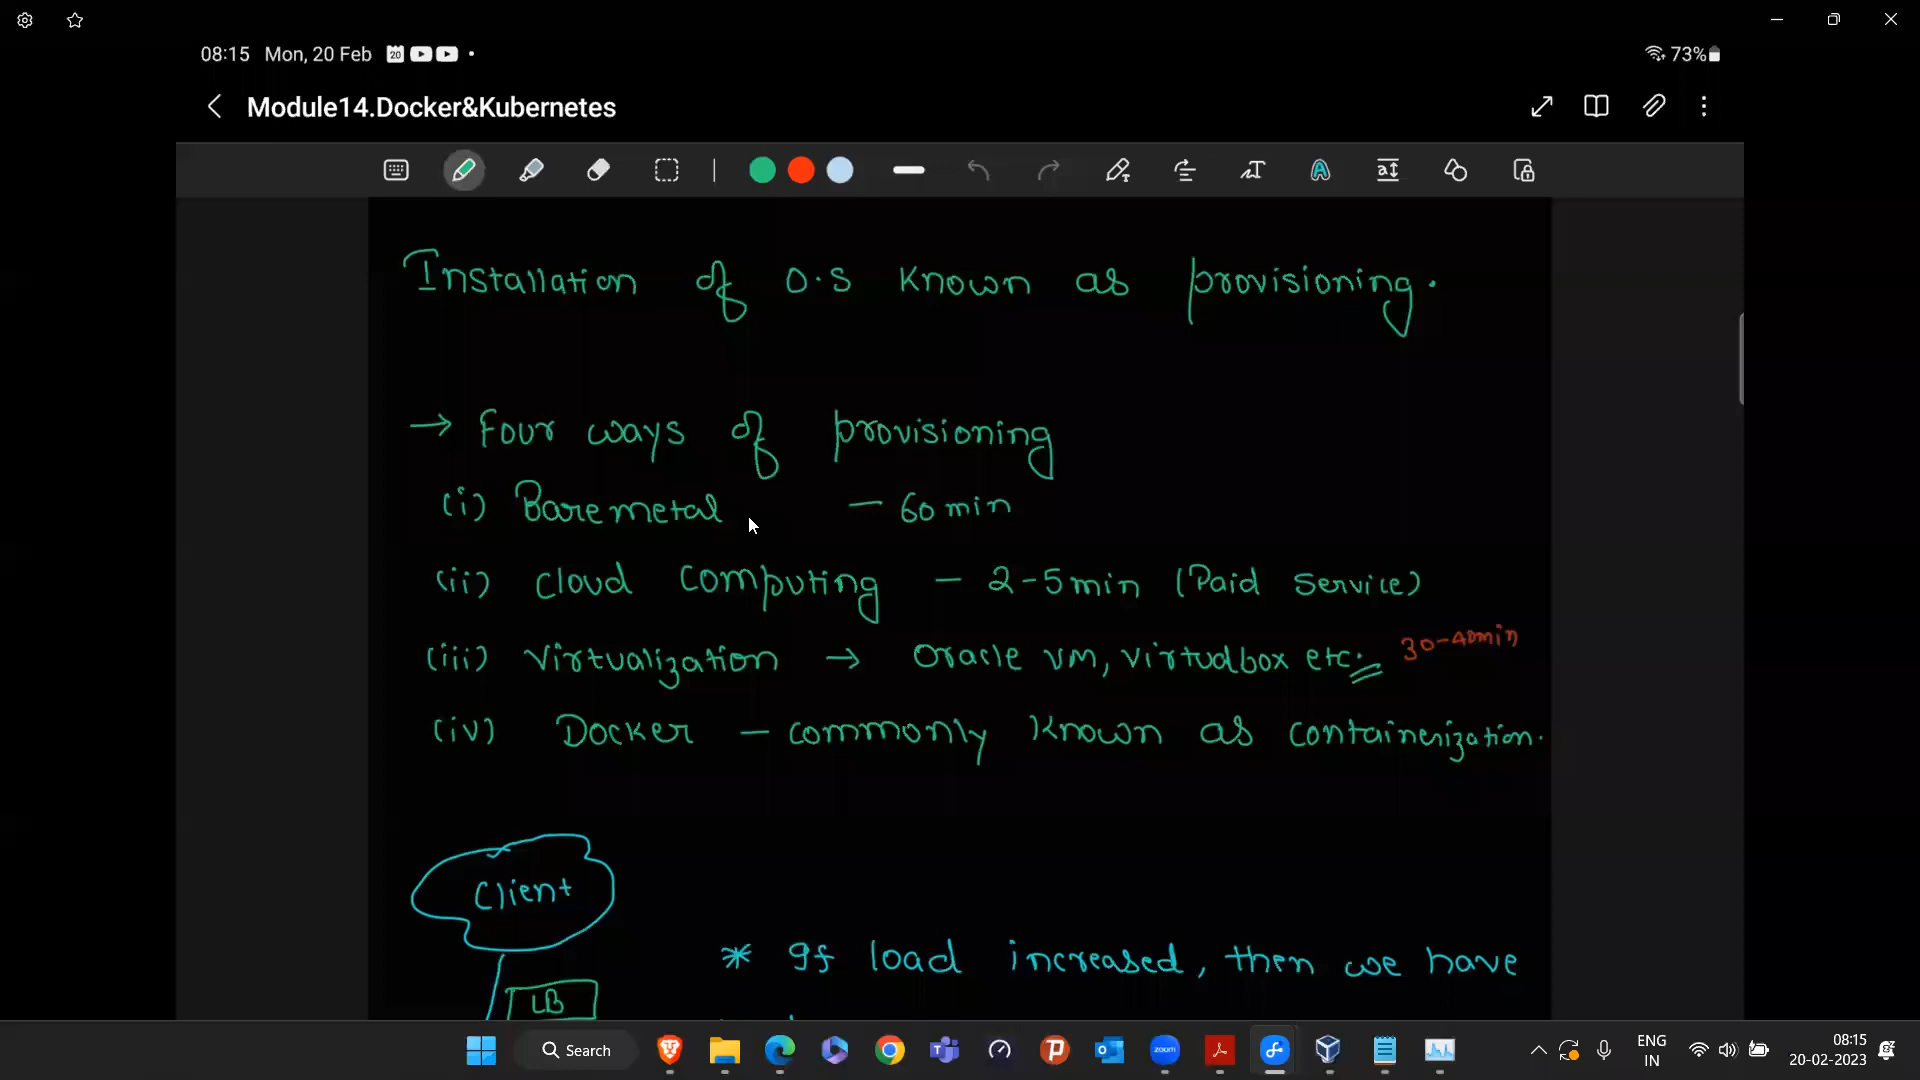 08:15 Mon, 20 Feb 20 73%
Module14.Docker&Kubernetes
Installation of O.S known as provisioning.
→ Four ways of provisioning
(i) Baremetal — 60 min
(ii) Cloud Computing — 2-5min (Paid Service)
(iii) Virtualization → Oracle VM, Virtualbox etc. 30-40min
(iv) Docker — commonly known as containerization.
Client
* If load increased, then we have
LB
Search
zoom
ENG
IN
08:15
20-02-2023